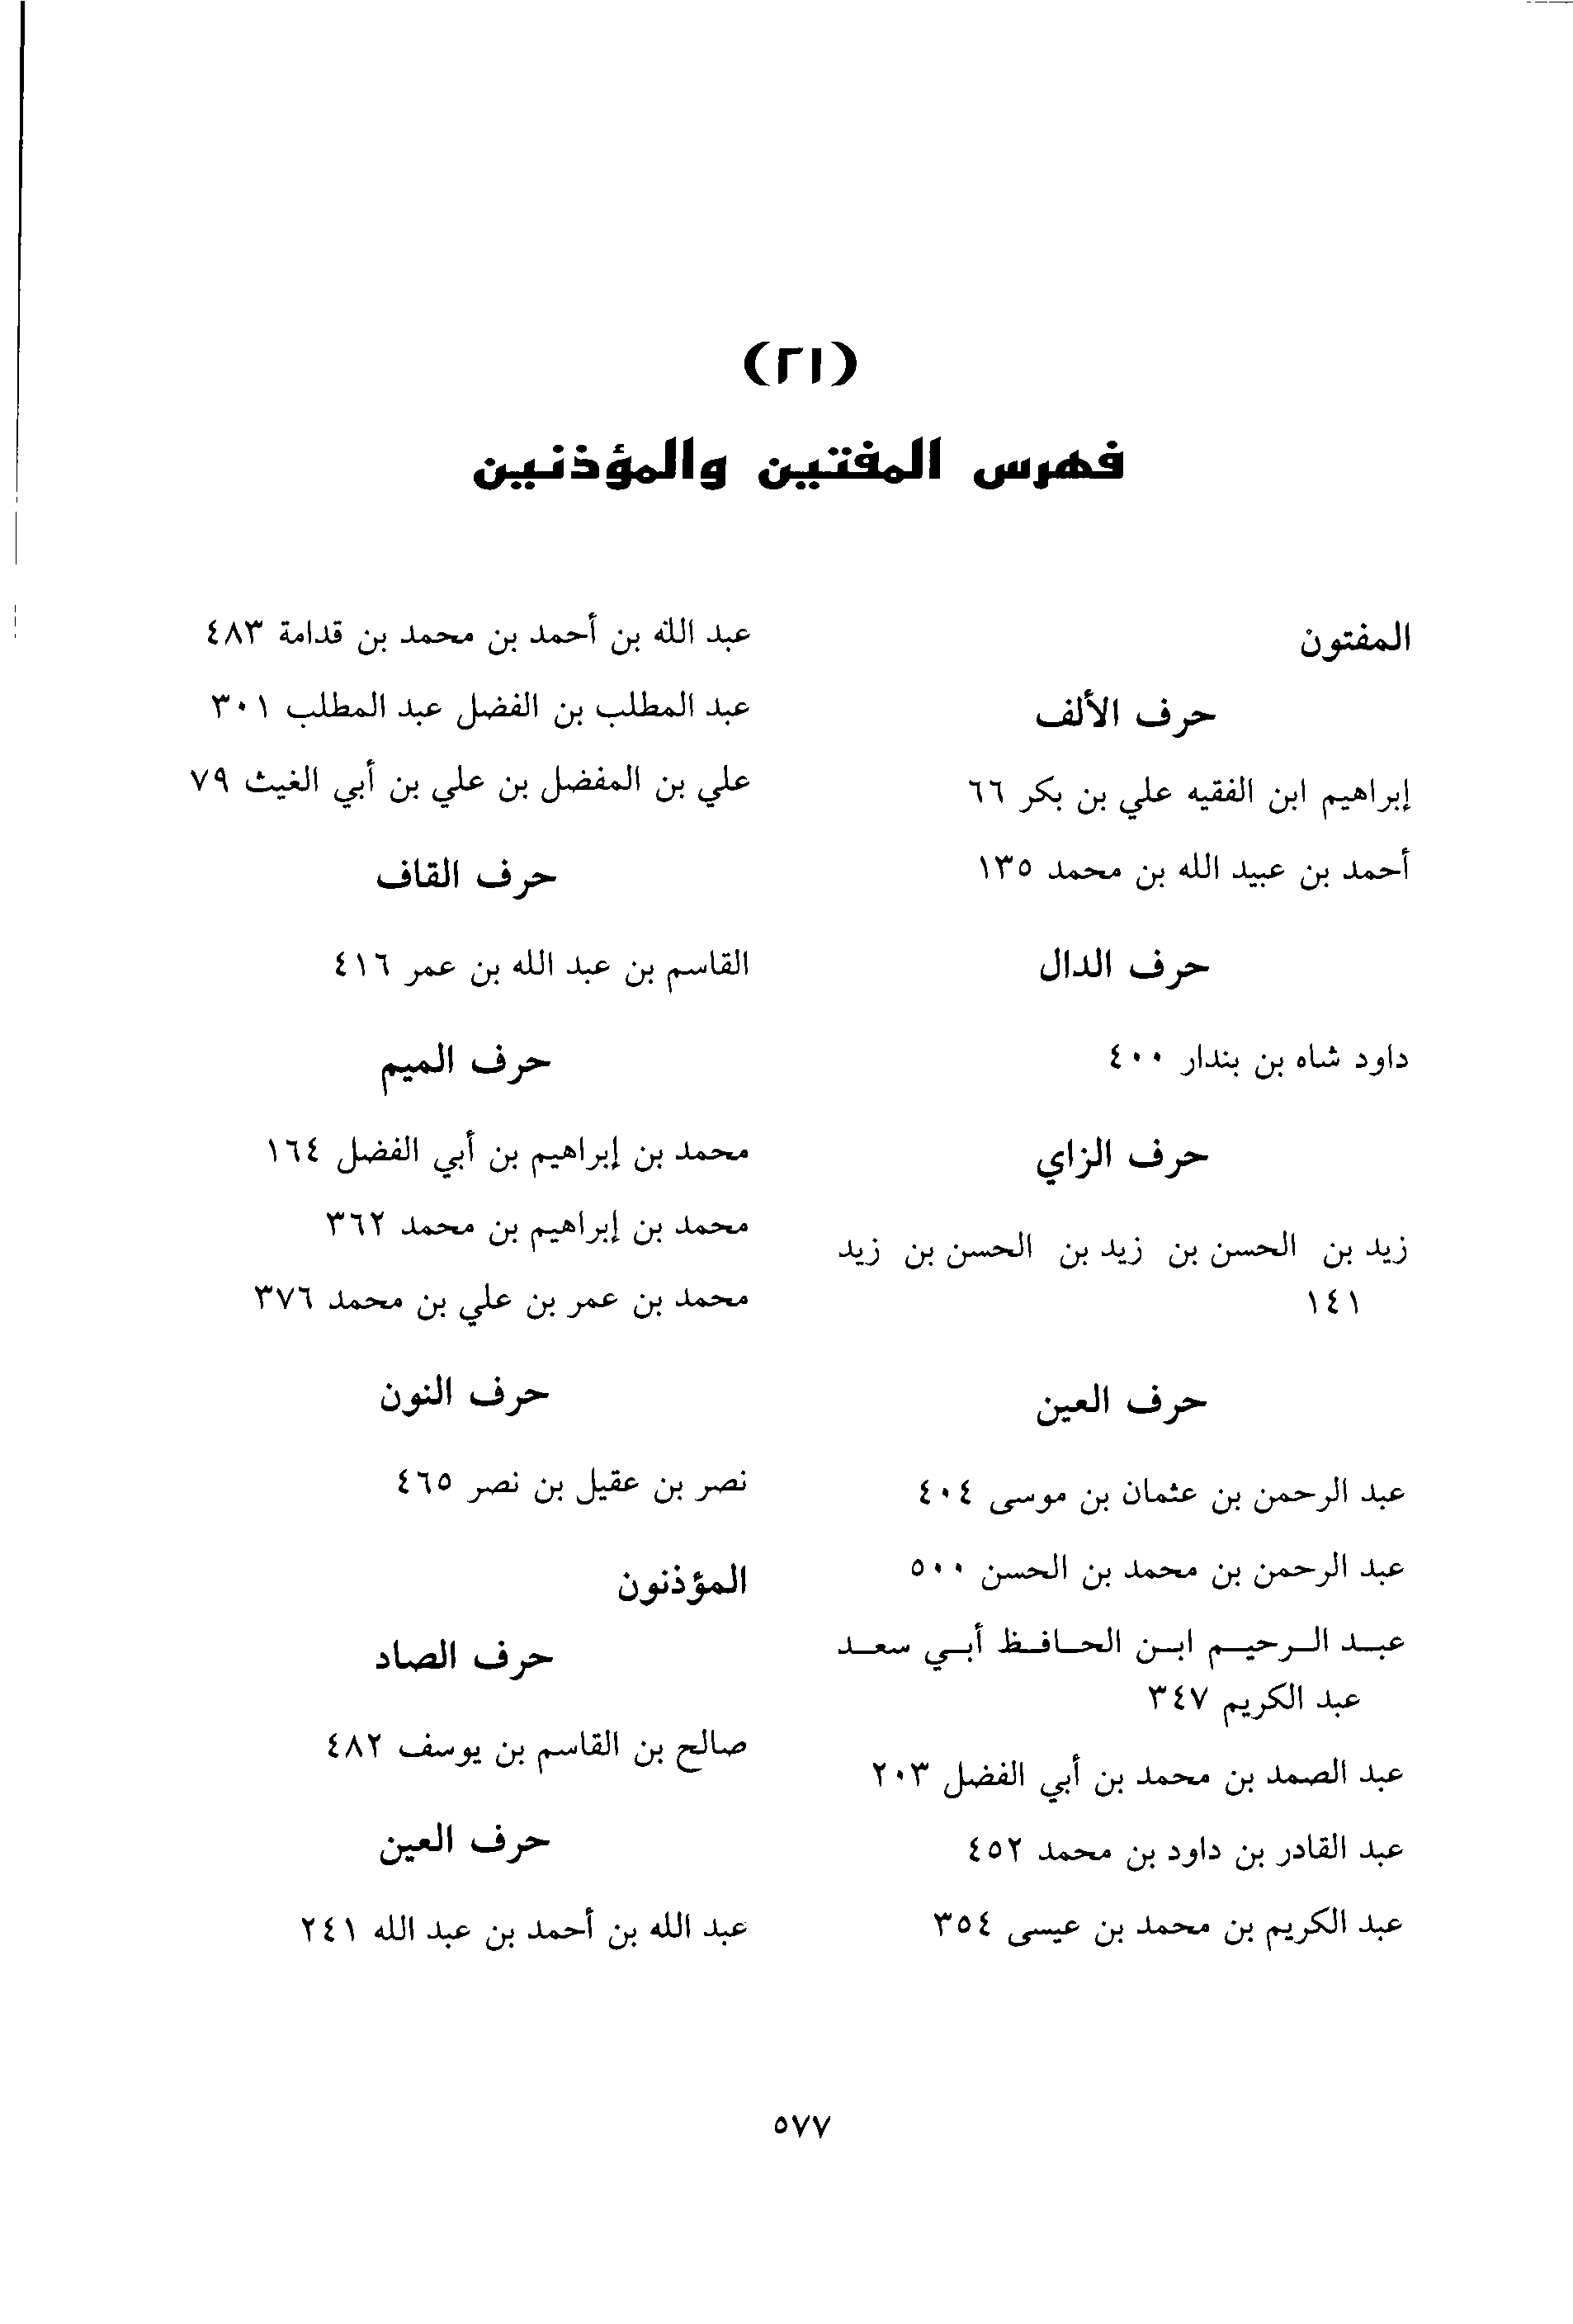 (٢١)
فهرس المفتين والمؤذنين
المفتون
حرف الألف
إبراهيم ابن الفقيه علي بن بكر ٦٦
أحمد بن عبيد الله بن محمد ١٣٥
حرف الدال
داود شاه بن بندار ٤٠٠
حرف الزاي
زيد بن الحسن بن زيد بن الحسن بن زيد
١٤١
حرف العين
عبد الرحمن بن عثمان بن موسى ٤٠٤
عبد الرحمن بن محمد بن الحسن ٥٠٠
عبد الرحيم ابن الحافظ أبي سعد
عبد الكريم ٣٤٧
عبد الصمد بن محمد بن أبي الفضل ٢٠٣
عبد القادر بن داود بن محمد ٤٥٢
عبد الكريم بن محمد بن عيسى ٣٥٤
عبد الله بن أحمد بن محمد بن قدامة ٤٨٣
عبد المطلب بن الفضل عبد المطلب ٣٠١
علي بن المفضل بن علي بن أبي الغيث ٧٩
حرف القاف
القاسم بن عبد الله بن عمر ٤١٦
حرف الميم
محمد بن إبراهيم بن أبي الفضل ١٦٤
محمد بن إبراهيم بن محمد ٣٦٢
محمد بن عمر بن علي بن محمد ٣٧٦
حرف النون
نصر بن عقيل بن نصر ٤٦٥
المؤذنون
حرف الصاد
صالح بن القاسم بن يوسف ٤٨٢
حرف العين
عبد الله بن أحمد بن عبد الله ٢٤١
٥٧٧